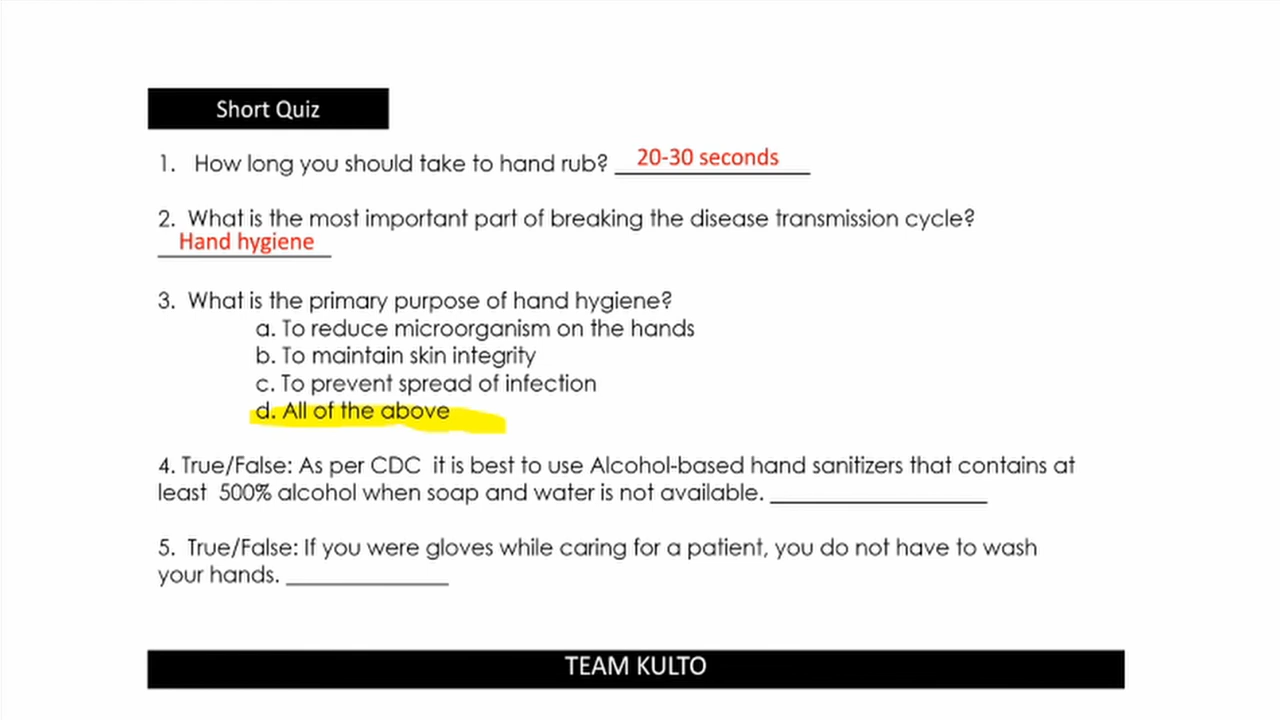 Short Quiz
1. How long you should take to hand rub? 20-30 seconds
2. What is the most important part of breaking the disease transmission cycle?
Hand hygiene
3. What is the primary purpose of hand hygiene?
a. To reduce microorganism on the hands
b. To maintain skin integrity
c. To prevent spread of infection
d. All of the above
4. True/False: As per CDC it is best to use Alcohol-based hand sanitizers that contains at
least 500% alcohol when soap and water is not available. ____________________
5. True/False: If you were gloves while caring for a patient, you do not have to wash
your hands. _______________
TEAM KULTO